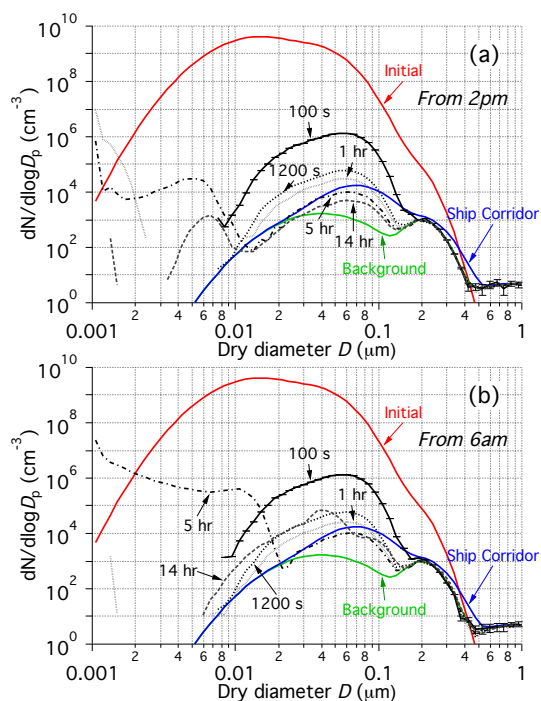 10^10
10^8
10^6
10^4
10^2
10^0
dN/dlogD_p (cm^-3)
(a)
Initial
From 2pm
100 s
1 hr
1200 s
5 hr
14 hr
Ship Corridor
Background
0.001 2 4 6 8 0.01 2 4 6 8 0.1 2 4 6 8 1
Dry diameter D (μm)
10^10
10^8
10^6
10^4
10^2
10^0
dN/dlogD_p (cm^-3)
(b)
Initial
From 6am
100 s
1 hr
5 hr
14 hr
1200 s
Ship Corridor
Background
0.001 2 4 6 8 0.01 2 4 6 8 0.1 2 4 6 8 1
Dry diameter D (μm)